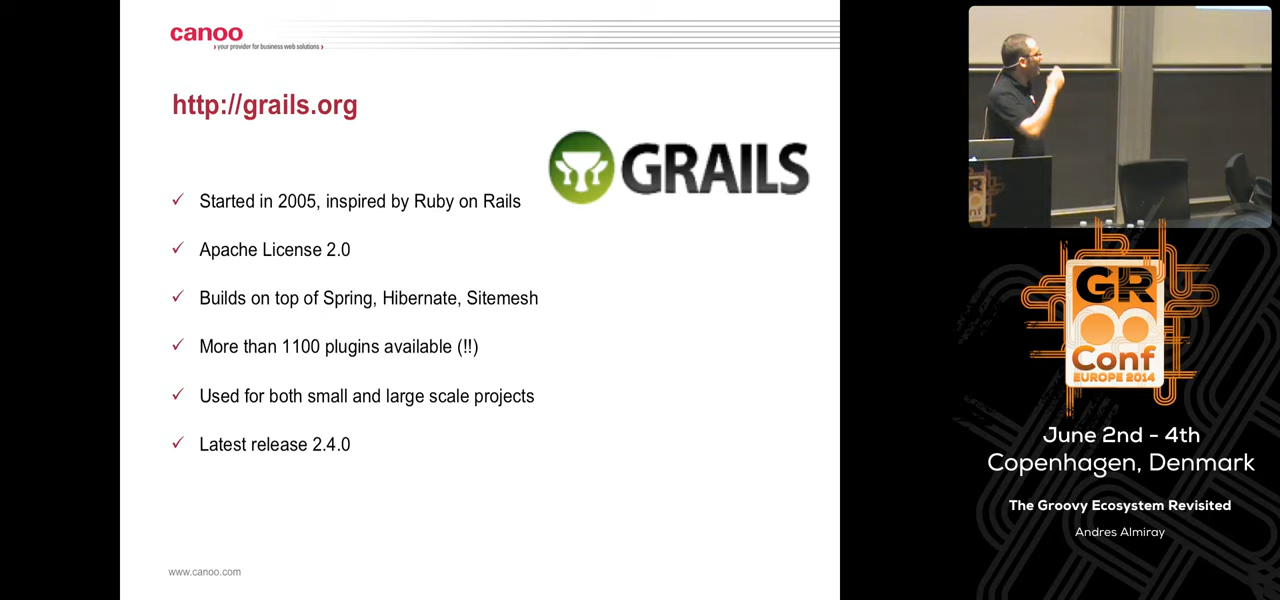 canoo
› your provider for business web solutions ›
http://grails.org
GRAILS
Started in 2005, inspired by Ruby on Rails
Apache License 2.0
Builds on top of Spring, Hibernate, Sitemesh
More than 1100 plugins available (!!)
Used for both small and large scale projects
Latest release 2.4.0
www.canoo.com
GR
Conf
EUROPE 2014
June 2nd - 4th
Copenhagen, Denmark
The Groovy Ecosystem Revisited
Andres Almiray